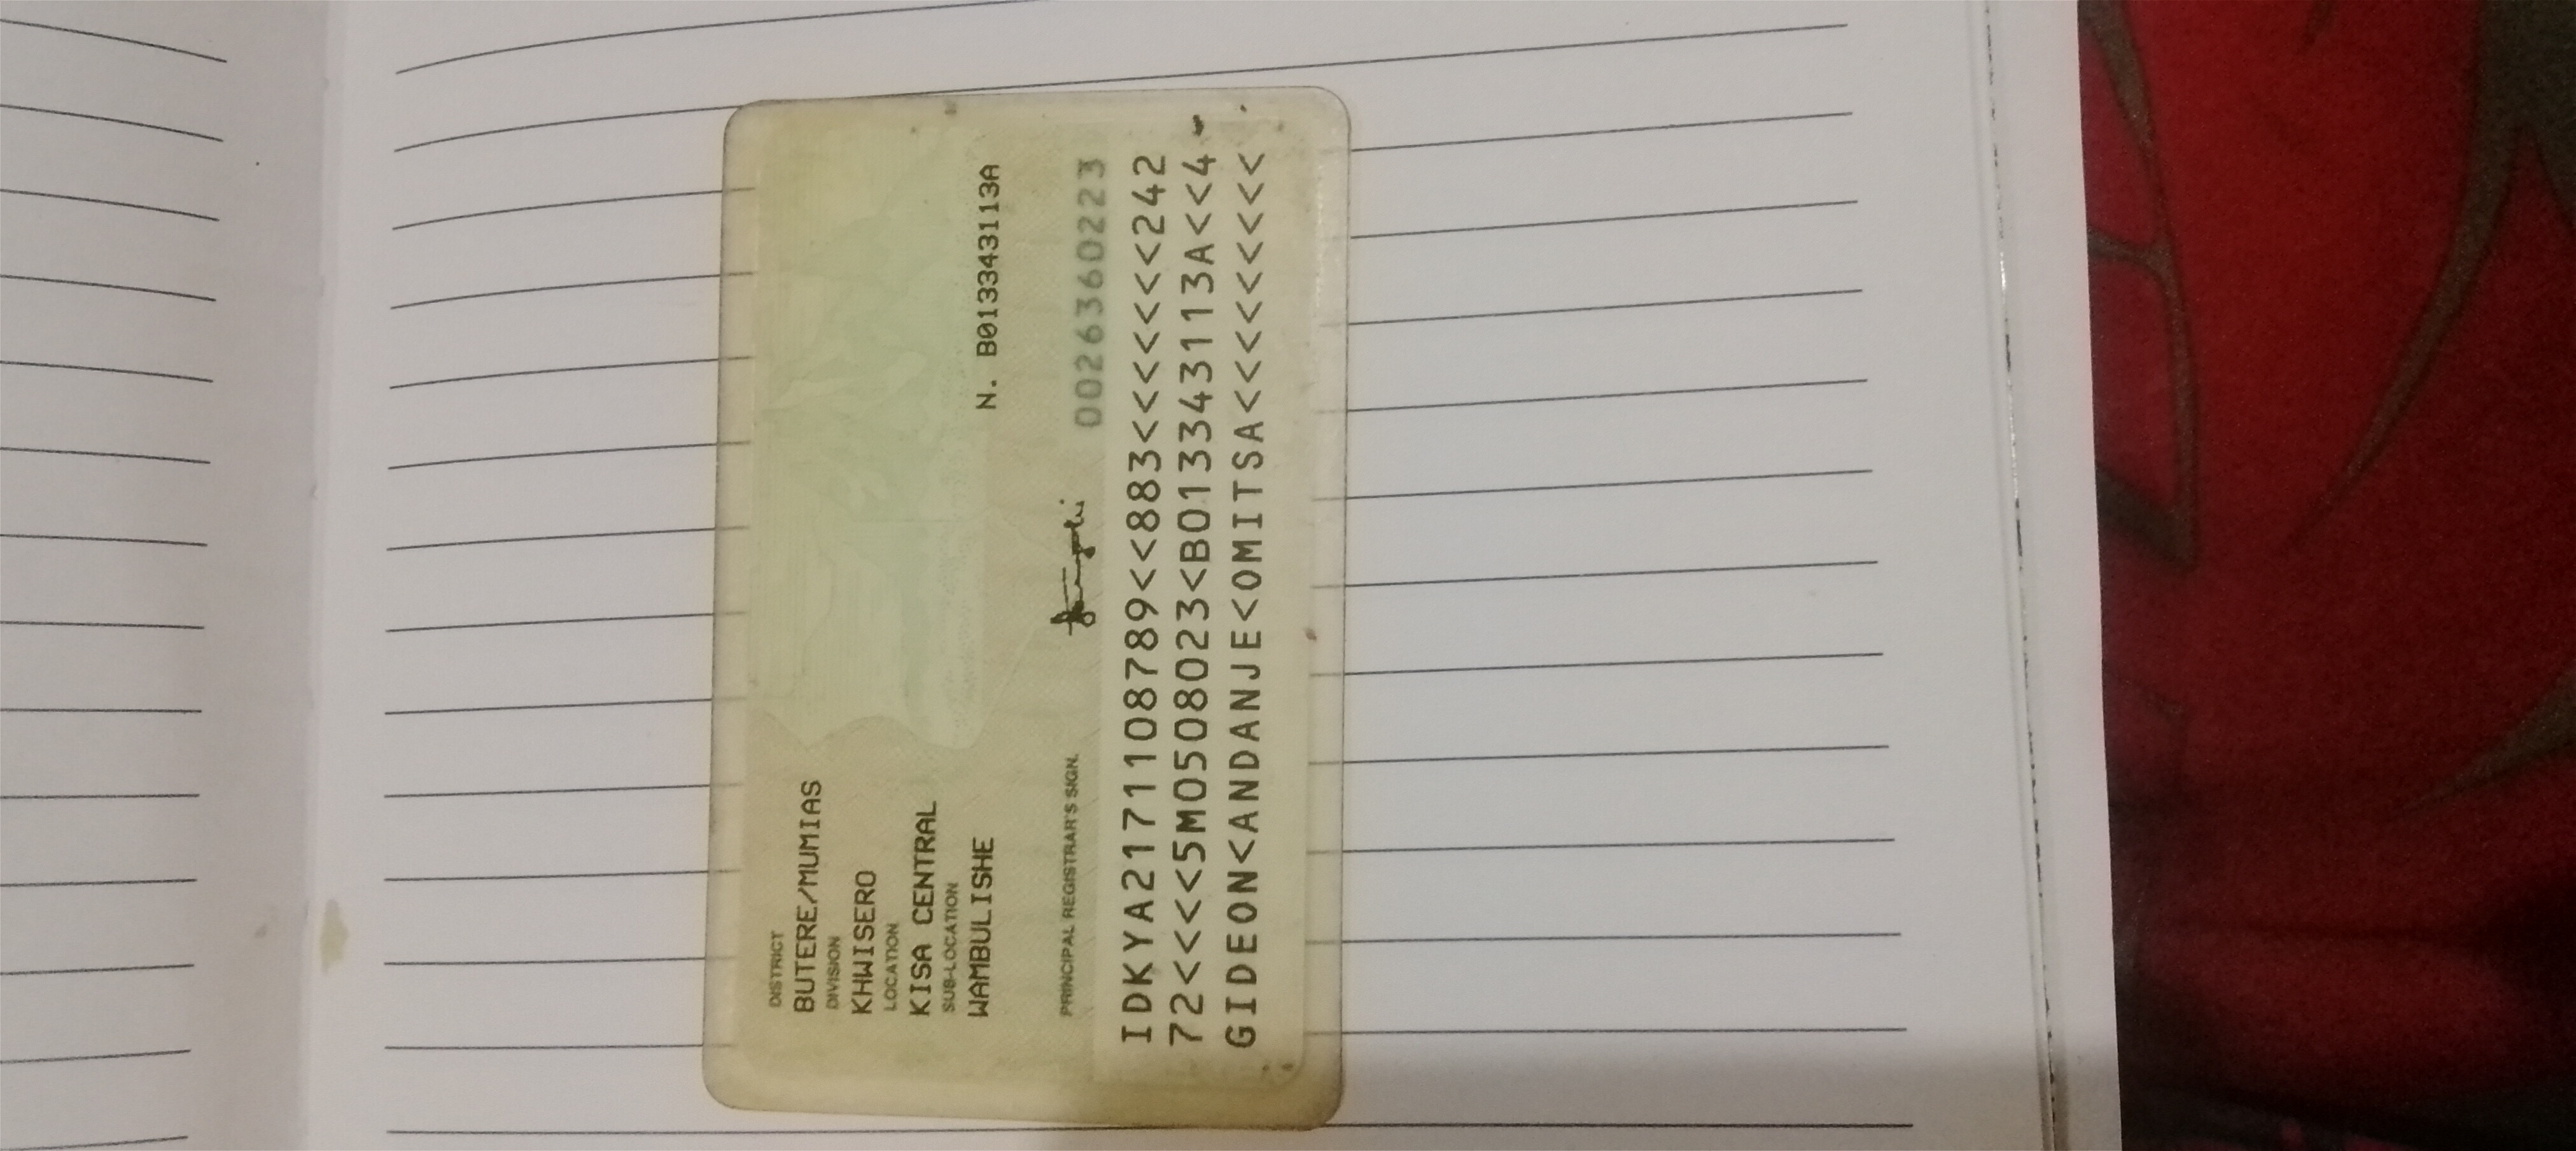 DISTRICT
BUTERE/MUMIAS
DIVISION
KHWISERO
LOCATION
KISA CENTRAL
SUB-LOCATION
WAMBULISHE
N. B013343113A
PRINCIPAL REGISTRAR'S SIGN.
00263360223
IDKYA2171108789<<883<<<<<<<242
72<<<<5M0508023<B013343113A<<4
GIDEON<ANDANJE<OMITSA<<<<<<<<<